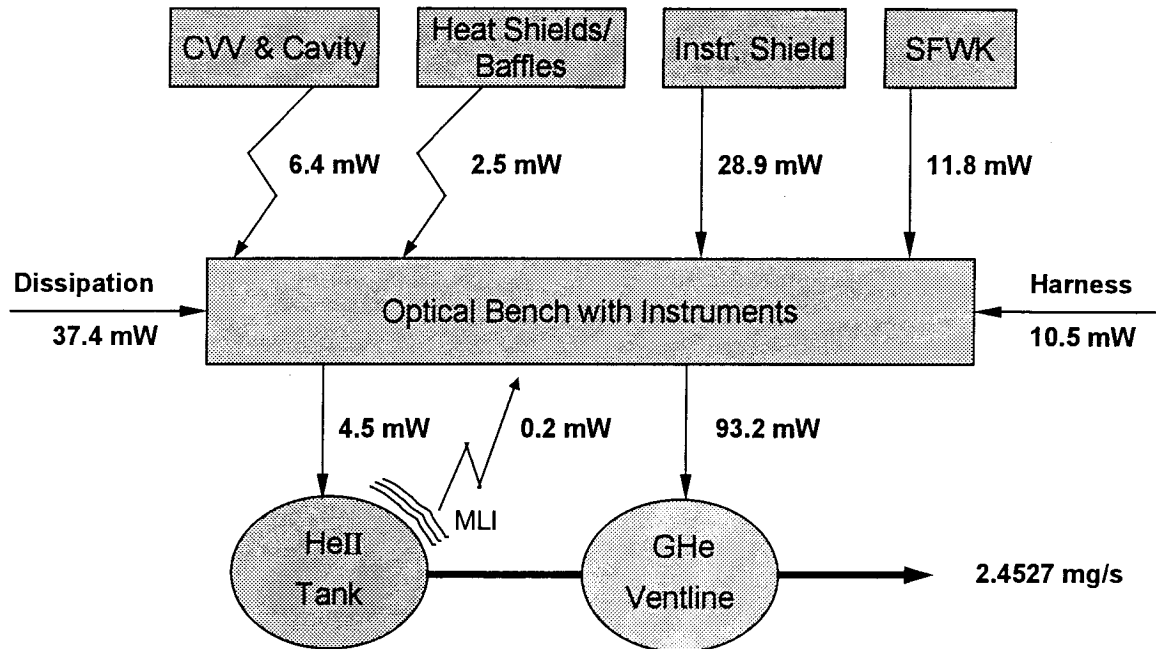 CVV & Cavity
Heat Shields/
Baffles
Instr. Shield
SFWK
6.4 mW
2.5 mW
28.9 mW
11.8 mW
Dissipation
37.4 mW
Optical Bench with Instruments
Harness
10.5 mW
4.5 mW
0.2 mW
93.2 mW
MLI
HeII
Tank
GHe
Ventline
2.4527 mg/s